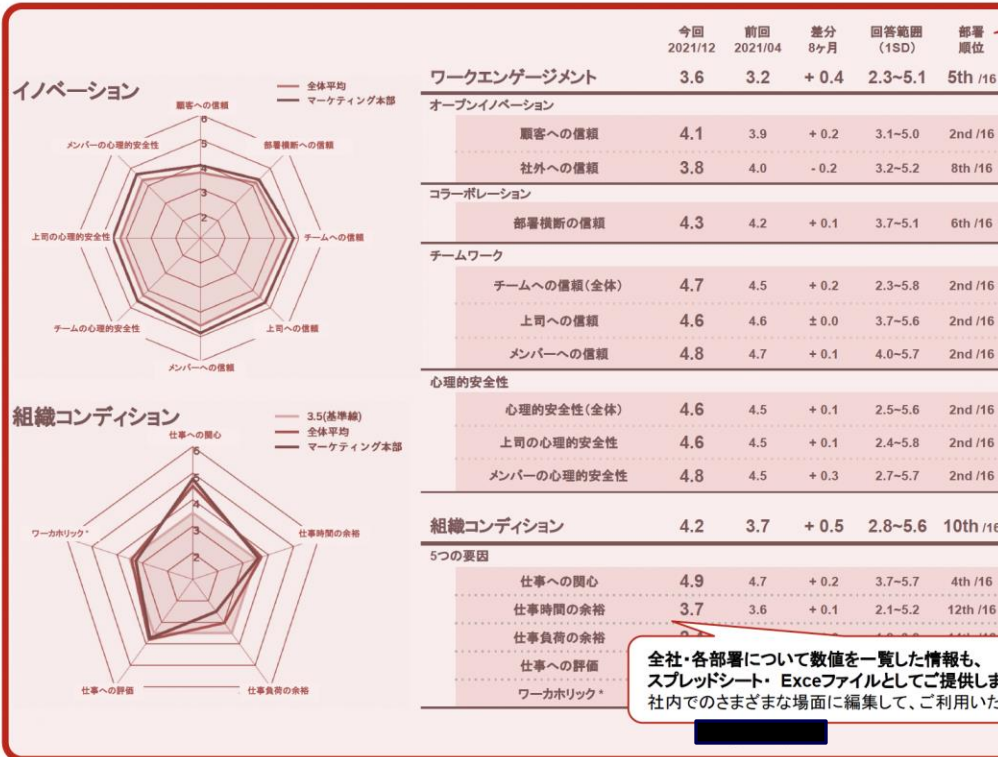 今回 前回 差分 回答範囲 部署
2021/12 2021/04 8ヶ月 (1SD) 順位
イノベーション
全体平均
マーケティング本部
顧客への信頼
部署横断への信頼
チームへの信頼
上司への信頼
メンバーへの信頼
チームの心理的安全性
上司の心理的安全性
メンバーの心理的安全性
6
5
4
3
2
組織コンディション
3.5(基準線)
全体平均
マーケティング本部
仕事への関心
仕事時間の余裕
仕事負荷の余裕
仕事への評価
ワーカホリック*
6
5
4
3
2
ワークエンゲージメント 3.6 3.2 + 0.4 2.3~5.1 5th /16
オープンイノベーション
顧客への信頼 4.1 3.9 + 0.2 3.1~5.0 2nd /16
社外への信頼 3.8 4.0 - 0.2 3.2~5.2 8th /16
コラーボレーション
部署横断の信頼 4.3 4.2 + 0.1 3.7~5.1 6th /16
チームワーク
チームへの信頼(全体) 4.7 4.5 + 0.2 2.3~5.8 2nd /16
上司への信頼 4.6 4.6 ± 0.0 3.7~5.6 2nd /16
メンバーへの信頼 4.8 4.7 + 0.1 4.0~5.7 2nd /16
心理的安全性
心理的安全性(全体) 4.6 4.5 + 0.1 2.5~5.6 2nd /16
上司の心理的安全性 4.6 4.5 + 0.1 2.4~5.8 2nd /16
メンバーの心理的安全性 4.8 4.5 + 0.3 2.7~5.7 2nd /16
組織コンディション 4.2 3.7 + 0.5 2.8~5.6 10th /16
5つの要因
仕事への関心 4.9 4.7 + 0.2 3.7~5.7 4th /16
仕事時間の余裕 3.7 3.6 + 0.1 2.1~5.2 12th /16
仕事負荷の余裕
仕事への評価
ワーカホリック*
全社・各部署について数値を一覧した情報も、
スプレッドシート・ Exceファイルとしてご提供しま
社内でのさまざまな場面に編集して、ご利用いた